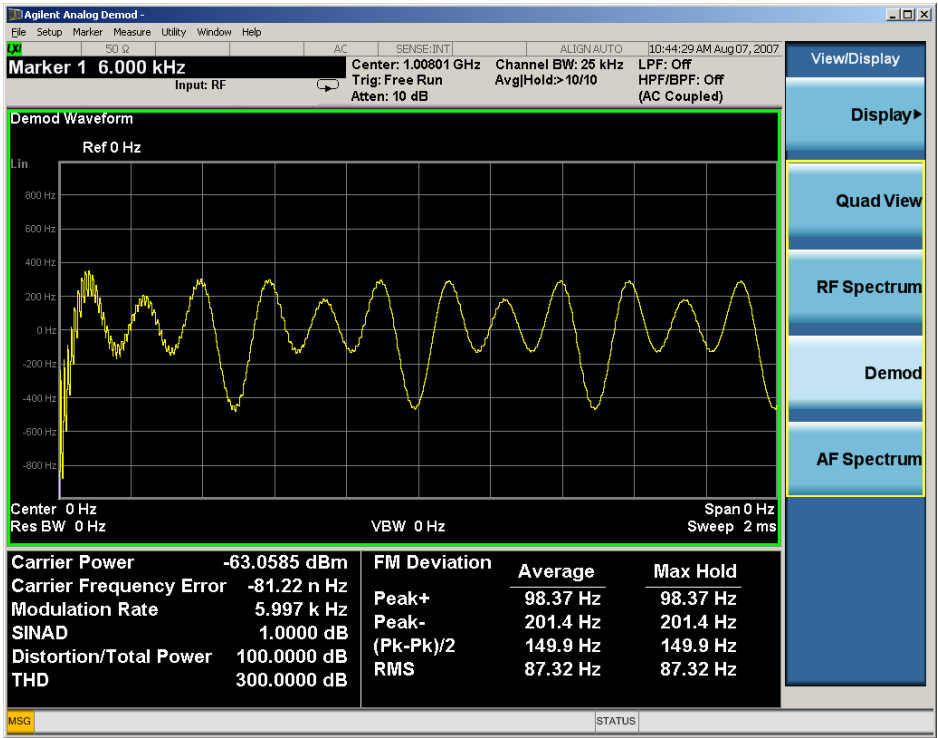 Agilent Analog Demod -
File Setup Marker Measure Utility Window Help
LXI 50 Ω AC SENSE:INT ALIGN AUTO 10:44:29 AM Aug 07, 2007
Marker 1 6.000 kHz
Input: RF
Center: 1.00801 GHz Channel BW: 25 kHz LPF: Off
Trig: Free Run Avg|Hold:>10/10 HPF/BPF: Off
Atten: 10 dB (AC Coupled)
View/Display
Display
Quad View
RF Spectrum
Demod
AF Spectrum
Demod Waveform
Ref 0 Hz
Lin
800 Hz
600 Hz
400 Hz
200 Hz
0 Hz
-200 Hz
-400 Hz
-600 Hz
-800 Hz
Center 0 Hz Span 0 Hz
Res BW 0 Hz VBW 0 Hz Sweep 2 ms
Carrier Power -63.0585 dBm
Carrier Frequency Error -81.22 n Hz
Modulation Rate 5.997 k Hz
SINAD 1.0000 dB
Distortion/Total Power 100.0000 dB
THD 300.0000 dB
FM Deviation Average Max Hold
Peak+ 98.37 Hz 98.37 Hz
Peak- 201.4 Hz 201.4 Hz
(Pk-Pk)/2 149.9 Hz 149.9 Hz
RMS 87.32 Hz 87.32 Hz
MSG STATUS